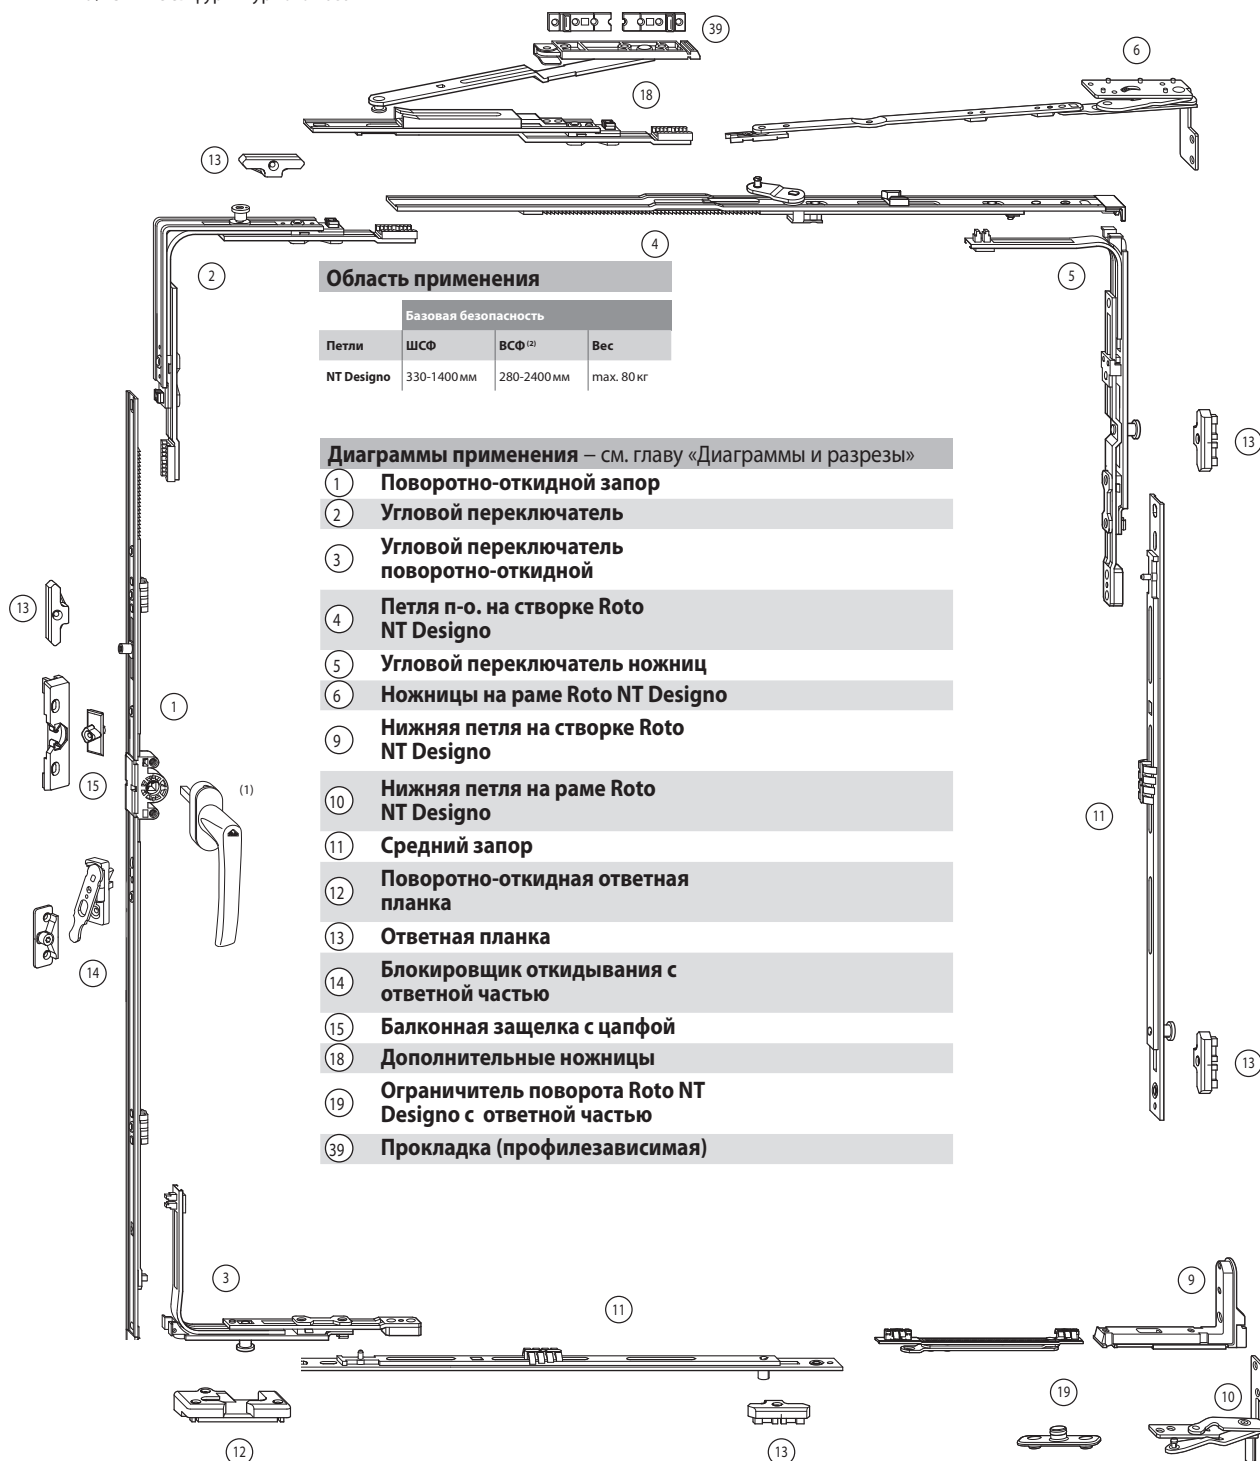 39
6
18
13
4
2
5
Область применения
Базовая безопасность
Петли ШСФ ВСФ (2) Вес
NT Designo 330-1400 мм 280-2400 мм max. 80 кг
13
Диаграммы применения – см. главу «Диаграммы и разрезы»
1 Поворотно-откидной запор
2 Угловой переключатель
3 Угловой переключатель
поворотно-откидной
4 Петля п-о. на створке Roto
NT Designo
5 Угловой переключатель ножниц
6 Ножницы на раме Roto NT Designo
9 Нижняя петля на створке Roto
NT Designo
10 Нижняя петля на раме Roto
NT Designo
11 Средний запор
12 Поворотно-откидная ответная
планка
13 Ответная планка
14 Блокировщик откидывания с
ответной частью
15 Балконная защелка с цапфой
18 Дополнительные ножницы
19 Ограничитель поворота Roto NT
Designo с ответной частью
39 Прокладка (профилезависимая)
13
1
15
(1)
11
14
13
3
11
9
19
10
12
13